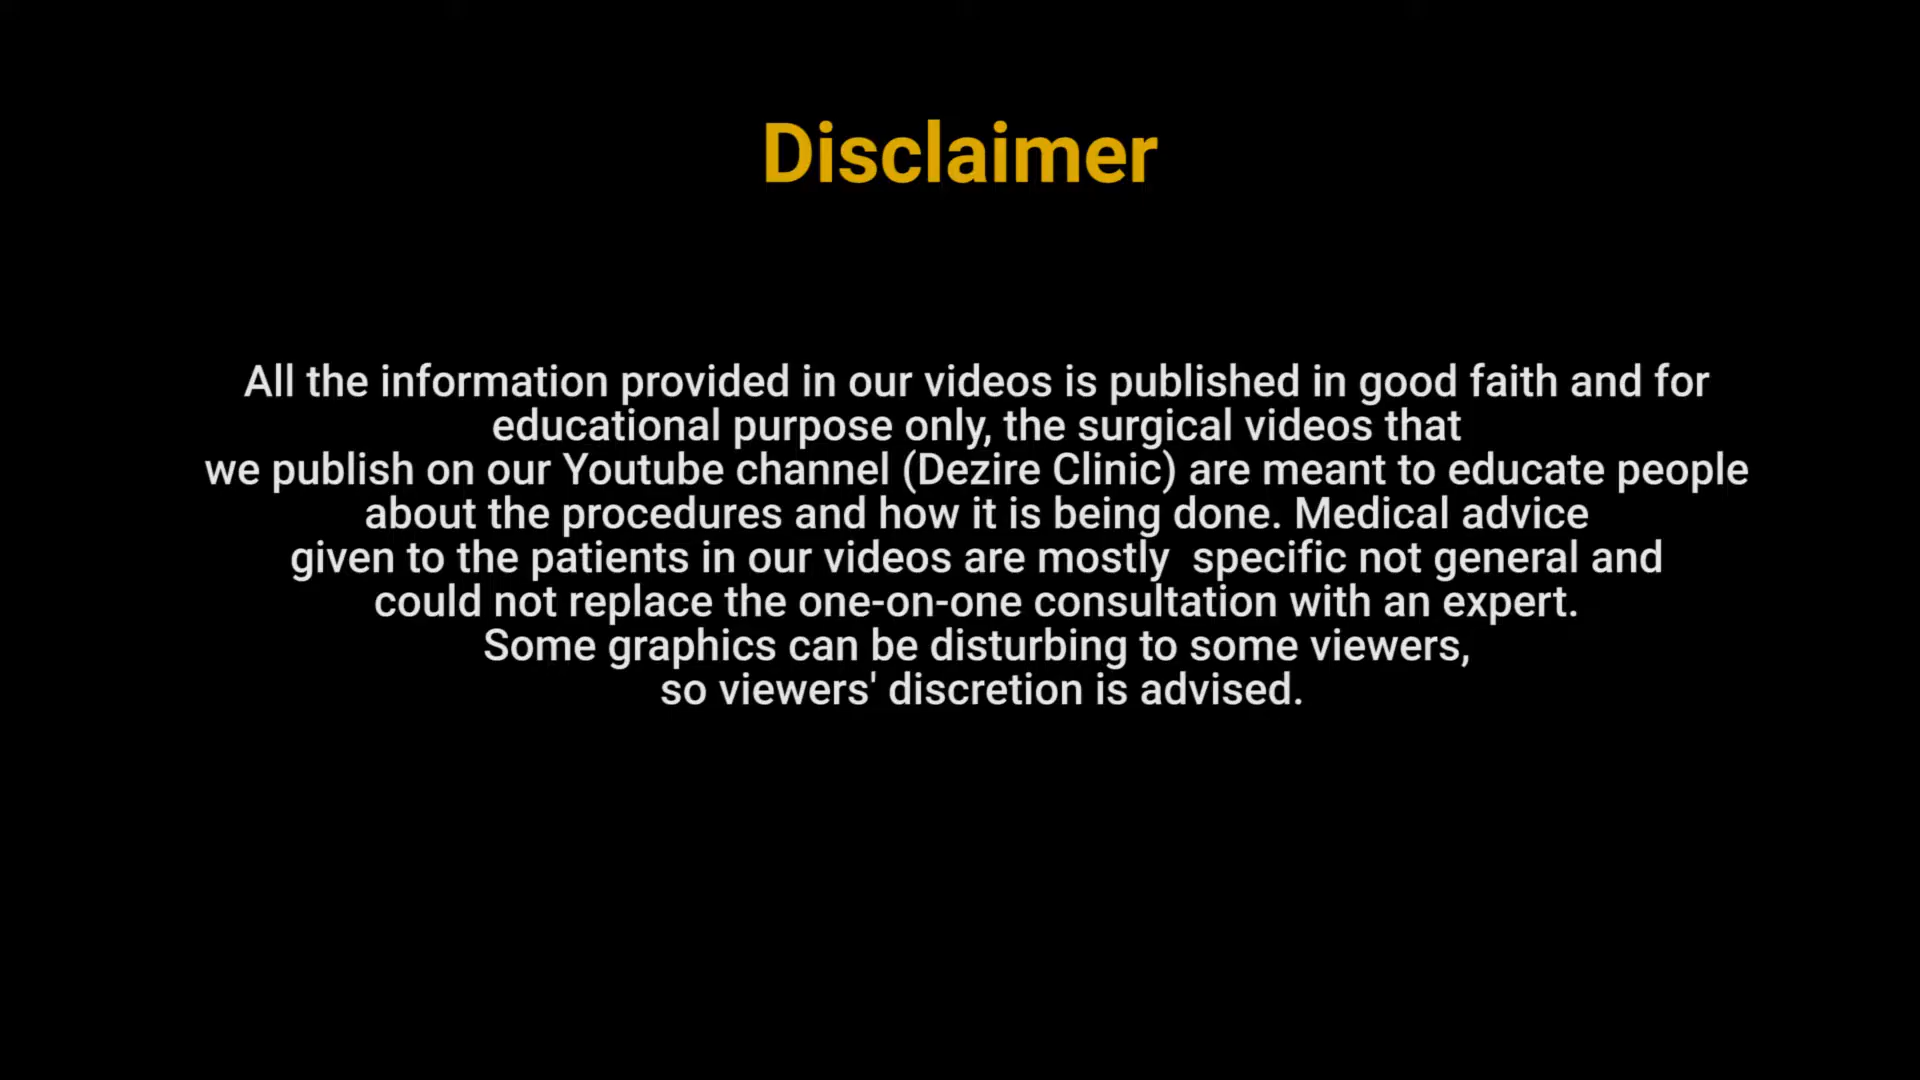 Disclaimer
All the information provided in our videos is published in good faith and for
educational purpose only, the surgical videos that
we publish on our Youtube channel (Dezire Clinic) are meant to educate people
about the procedures and how it is being done. Medical advice
given to the patients in our videos are mostly  specific not general and
could not replace the one-on-one consultation with an expert.
Some graphics can be disturbing to some viewers,
so viewers' discretion is advised.